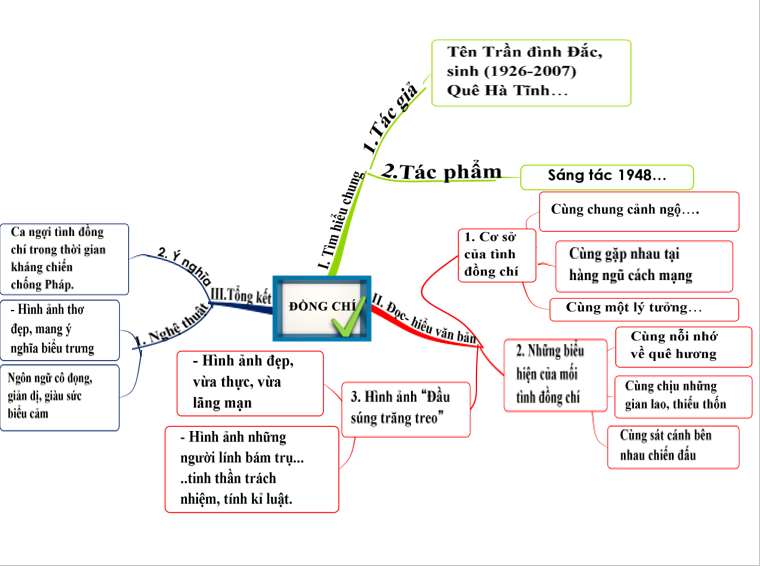 ĐỒNG CHÍ
I. Tìm hiểu chung
1.Tác giả
Tên Trần đình Đắc,
sinh (1926-2007)
Quê Hà Tĩnh…
2.Tác phẩm
Sáng tác 1948…
II. Đọc- hiểu văn bản
1. Cơ sở
của tình
đồng chí
Cùng chung cảnh ngộ….
Cùng gặp nhau tại
hàng ngũ cách mạng
Cùng một lý tưởng…
2. Những biểu
hiện của mối
tình đồng chí
Cùng nỗi nhớ
về quê hương
Cùng chịu những
gian lao, thiếu thốn
Cùng sát cánh bên
nhau chiến đấu
3. Hình ảnh “Đầu
súng trăng treo”
- Hình ảnh đẹp,
vừa thực, vừa
lãng mạn
- Hình ảnh những
người lính bám trụ...
..tinh thần trách
nhiệm, tính kỉ luật.
III.Tổng kết
1. Nghệ thuật
- Hình ảnh thơ
đẹp, mang ý
nghĩa biểu trưng
Ngôn ngữ cô đọng,
giản dị, giàu sức
biểu cảm
2. Ý nghĩa
Ca ngợi tình đồng
chí trong thời gian
kháng chiến
chống Pháp.